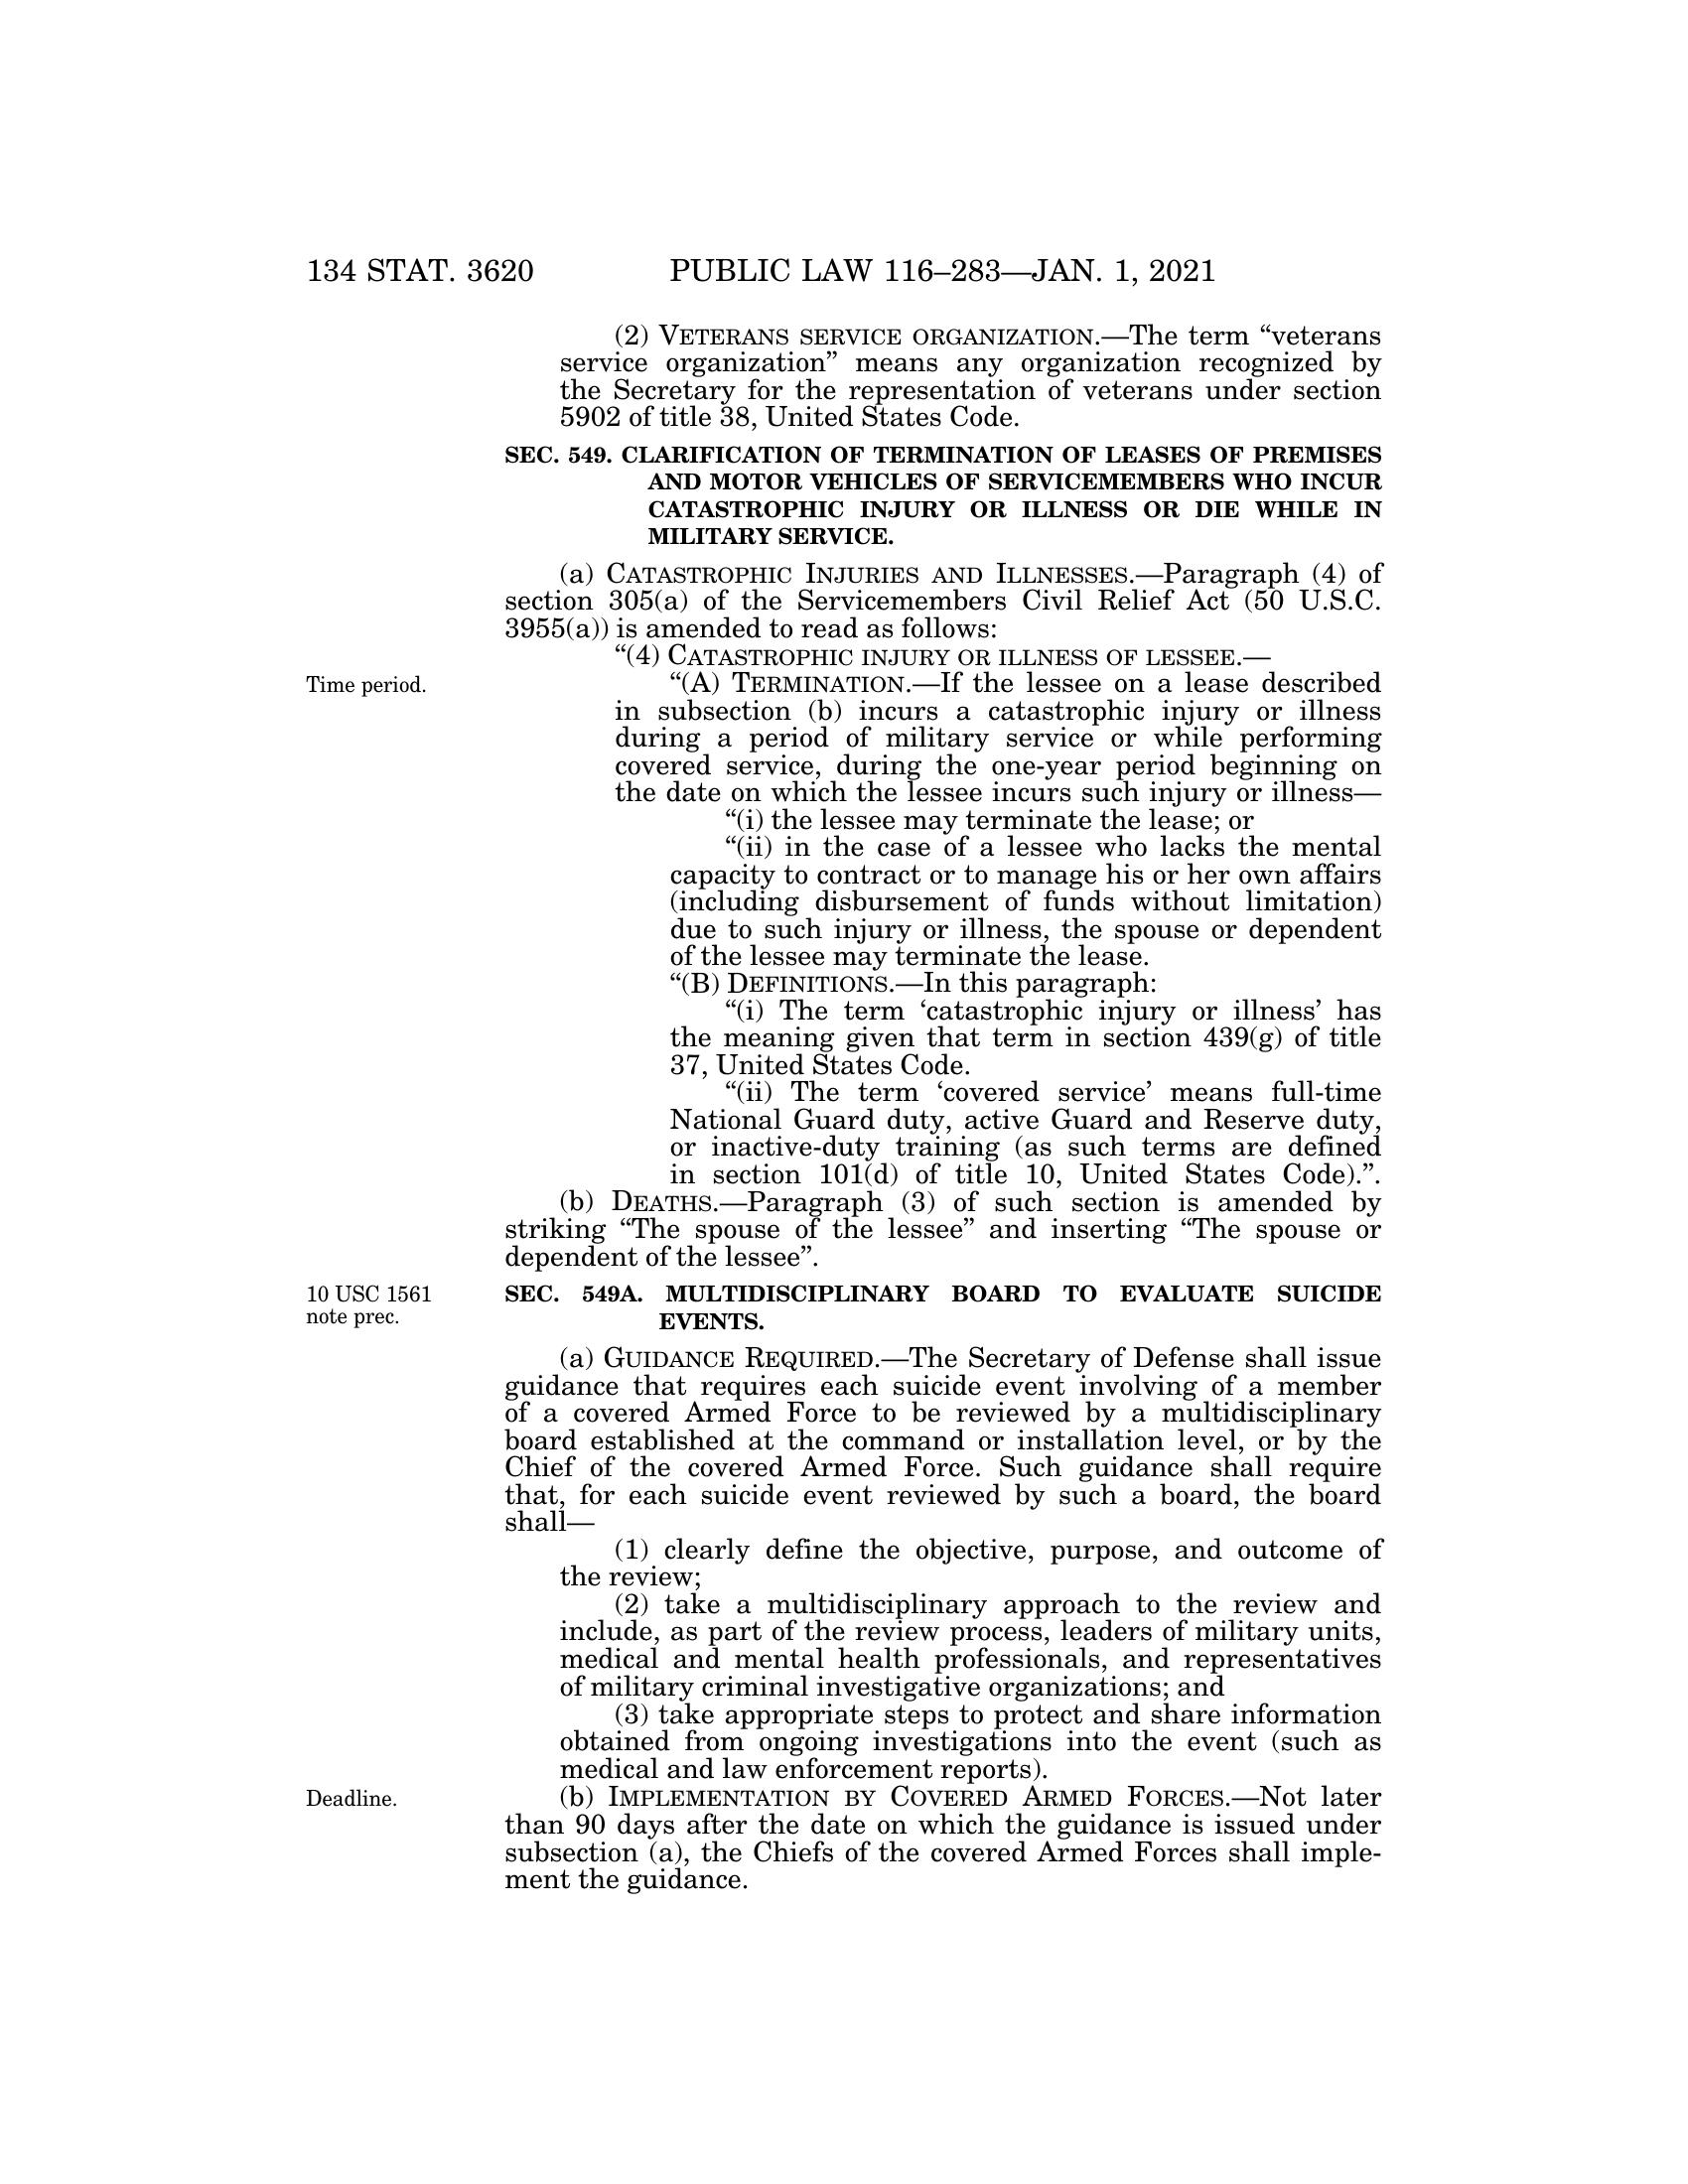 134 STAT. 3620 PUBLIC LAW 116–283—JAN. 1, 2021
(2) VETERANS SERVICE ORGANIZATION.—The term “veterans
service organization” means any organization recognized by
the Secretary for the representation of veterans under section
5902 of title 38, United States Code.
SEC. 549. CLARIFICATION OF TERMINATION OF LEASES OF PREMISES
AND MOTOR VEHICLES OF SERVICEMEMBERS WHO INCUR
CATASTROPHIC INJURY OR ILLNESS OR DIE WHILE IN
MILITARY SERVICE.
(a) CATASTROPHIC INJURIES AND ILLNESSES.—Paragraph (4) of
section 305(a) of the Servicemembers Civil Relief Act (50 U.S.C.
3955(a)) is amended to read as follows:
“(4) CATASTROPHIC INJURY OR ILLNESS OF LESSEE.—
Time period.
“(A) TERMINATION.—If the lessee on a lease described
in subsection (b) incurs a catastrophic injury or illness
during a period of military service or while performing
covered service, during the one-year period beginning on
the date on which the lessee incurs such injury or illness—
“(i) the lessee may terminate the lease; or
“(ii) in the case of a lessee who lacks the mental
capacity to contract or to manage his or her own affairs
(including disbursement of funds without limitation)
due to such injury or illness, the spouse or dependent
of the lessee may terminate the lease.
“(B) DEFINITIONS.—In this paragraph:
“(i) The term ‘catastrophic injury or illness’ has
the meaning given that term in section 439(g) of title
37, United States Code.
“(ii) The term ‘covered service’ means full-time
National Guard duty, active Guard and Reserve duty,
or inactive-duty training (as such terms are defined
in section 101(d) of title 10, United States Code).”.
(b) DEATHS.—Paragraph (3) of such section is amended by
striking “The spouse of the lessee” and inserting “The spouse or
dependent of the lessee”.
10 USC 1561
note prec.
SEC. 549A. MULTIDISCIPLINARY BOARD TO EVALUATE SUICIDE
EVENTS.
(a) GUIDANCE REQUIRED.—The Secretary of Defense shall issue
guidance that requires each suicide event involving of a member
of a covered Armed Force to be reviewed by a multidisciplinary
board established at the command or installation level, or by the
Chief of the covered Armed Force. Such guidance shall require
that, for each suicide event reviewed by such a board, the board
shall—
(1) clearly define the objective, purpose, and outcome of
the review;
(2) take a multidisciplinary approach to the review and
include, as part of the review process, leaders of military units,
medical and mental health professionals, and representatives
of military criminal investigative organizations; and
(3) take appropriate steps to protect and share information
obtained from ongoing investigations into the event (such as
medical and law enforcement reports).
Deadline.
(b) IMPLEMENTATION BY COVERED ARMED FORCES.—Not later
than 90 days after the date on which the guidance is issued under
subsection (a), the Chiefs of the covered Armed Forces shall imple-
ment the guidance.